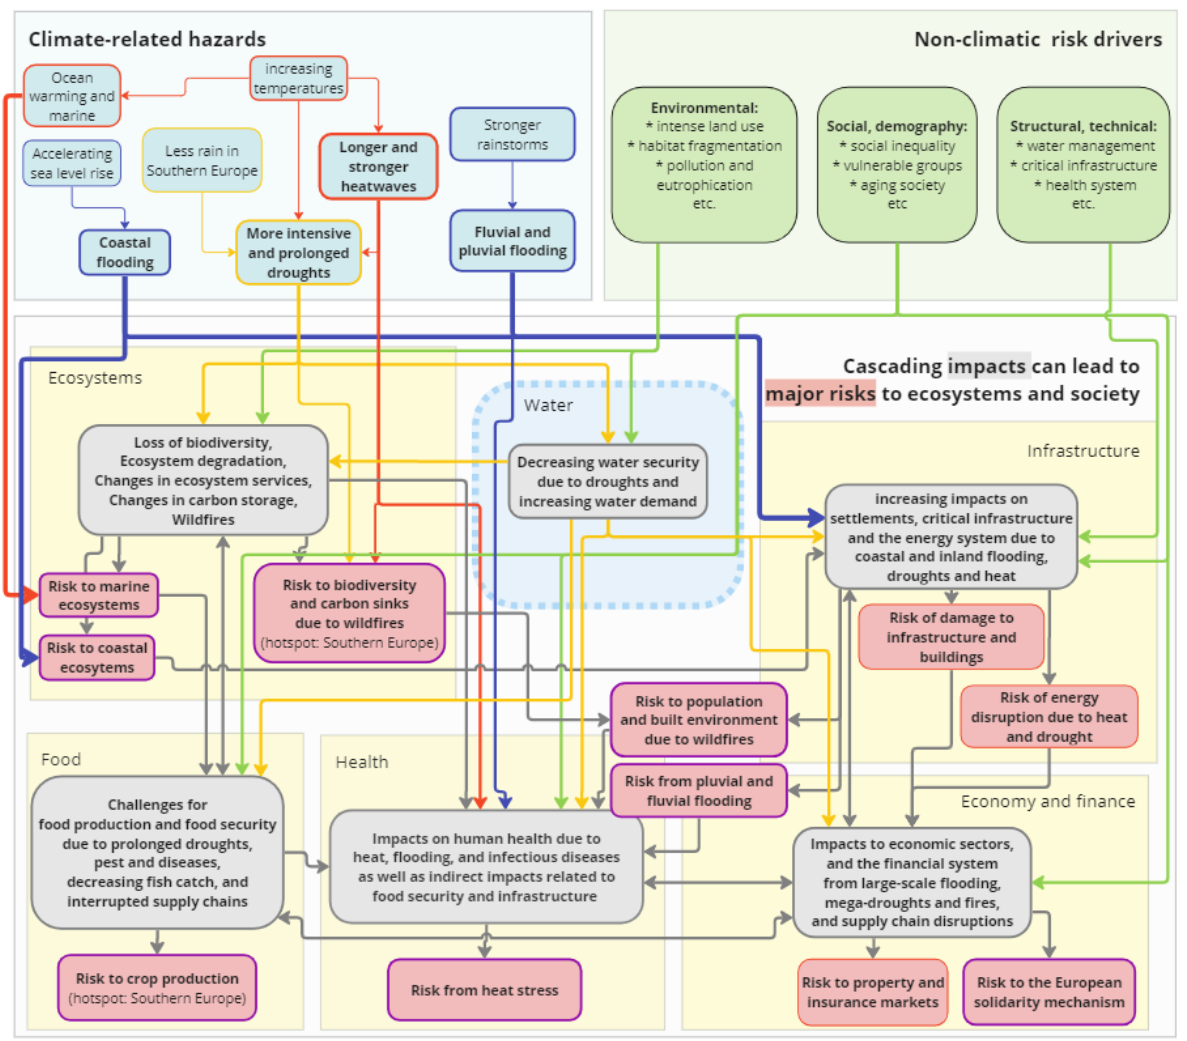 Climate-related hazards
Ocean
warming and
marine
increasing
temperatures
Accelerating
sea level rise
Less rain in
Southern Europe
Longer and
stronger
heatwaves
Stronger
rainstorms
Coastal
flooding
More intensive
and prolonged
droughts
Fluvial and
pluvial flooding
Non-climatic risk drivers
Environmental:
* intense land use
* habitat fragmentation
* pollution and
eutrophication
etc.
Social, demography:
* social inequality
* vulnerable groups
* aging society
etc
Structural, technical:
* water management
* critical infrastructure
* health system
etc.
Cascading impacts can lead to
major risks to ecosystems and society
Ecosystems
Loss of biodiversity,
Ecosystem degradation,
Changes in ecosystem services,
Changes in carbon storage,
Wildfires
Risk to marine
ecosystems
Risk to coastal
ecosytems
Risk to biodiversity
and carbon sinks
due to wildfires
(hotspot: Southern Europe)
Water
Decreasing water security
due to droughts and
increasing water demand
Infrastructure
increasing impacts on
settlements, critical infrastructure
and the energy system due to
coastal and inland flooding,
droughts and heat
Risk of damage to
infrastructure and
buildings
Risk of energy
disruption due to heat
and drought
Risk to population
and built environment
due to wildfires
Risk from pluvial and
fluvial flooding
Food
Challenges for
food production and food security
due to prolonged droughts,
pest and diseases,
decreasing fish catch, and
interrupted supply chains
Risk to crop production
(hotspot: Southern Europe)
Health
Impacts on human health due to
heat, flooding, and infectious diseases
as well as indirect impacts related to
food security and infrastructure
Risk from heat stress
Economy and finance
Impacts to economic sectors,
and the financial system
from large-scale flooding,
mega-droughts and fires,
and supply chain disruptions
Risk to property and
insurance markets
Risk to the European
solidarity mechanism